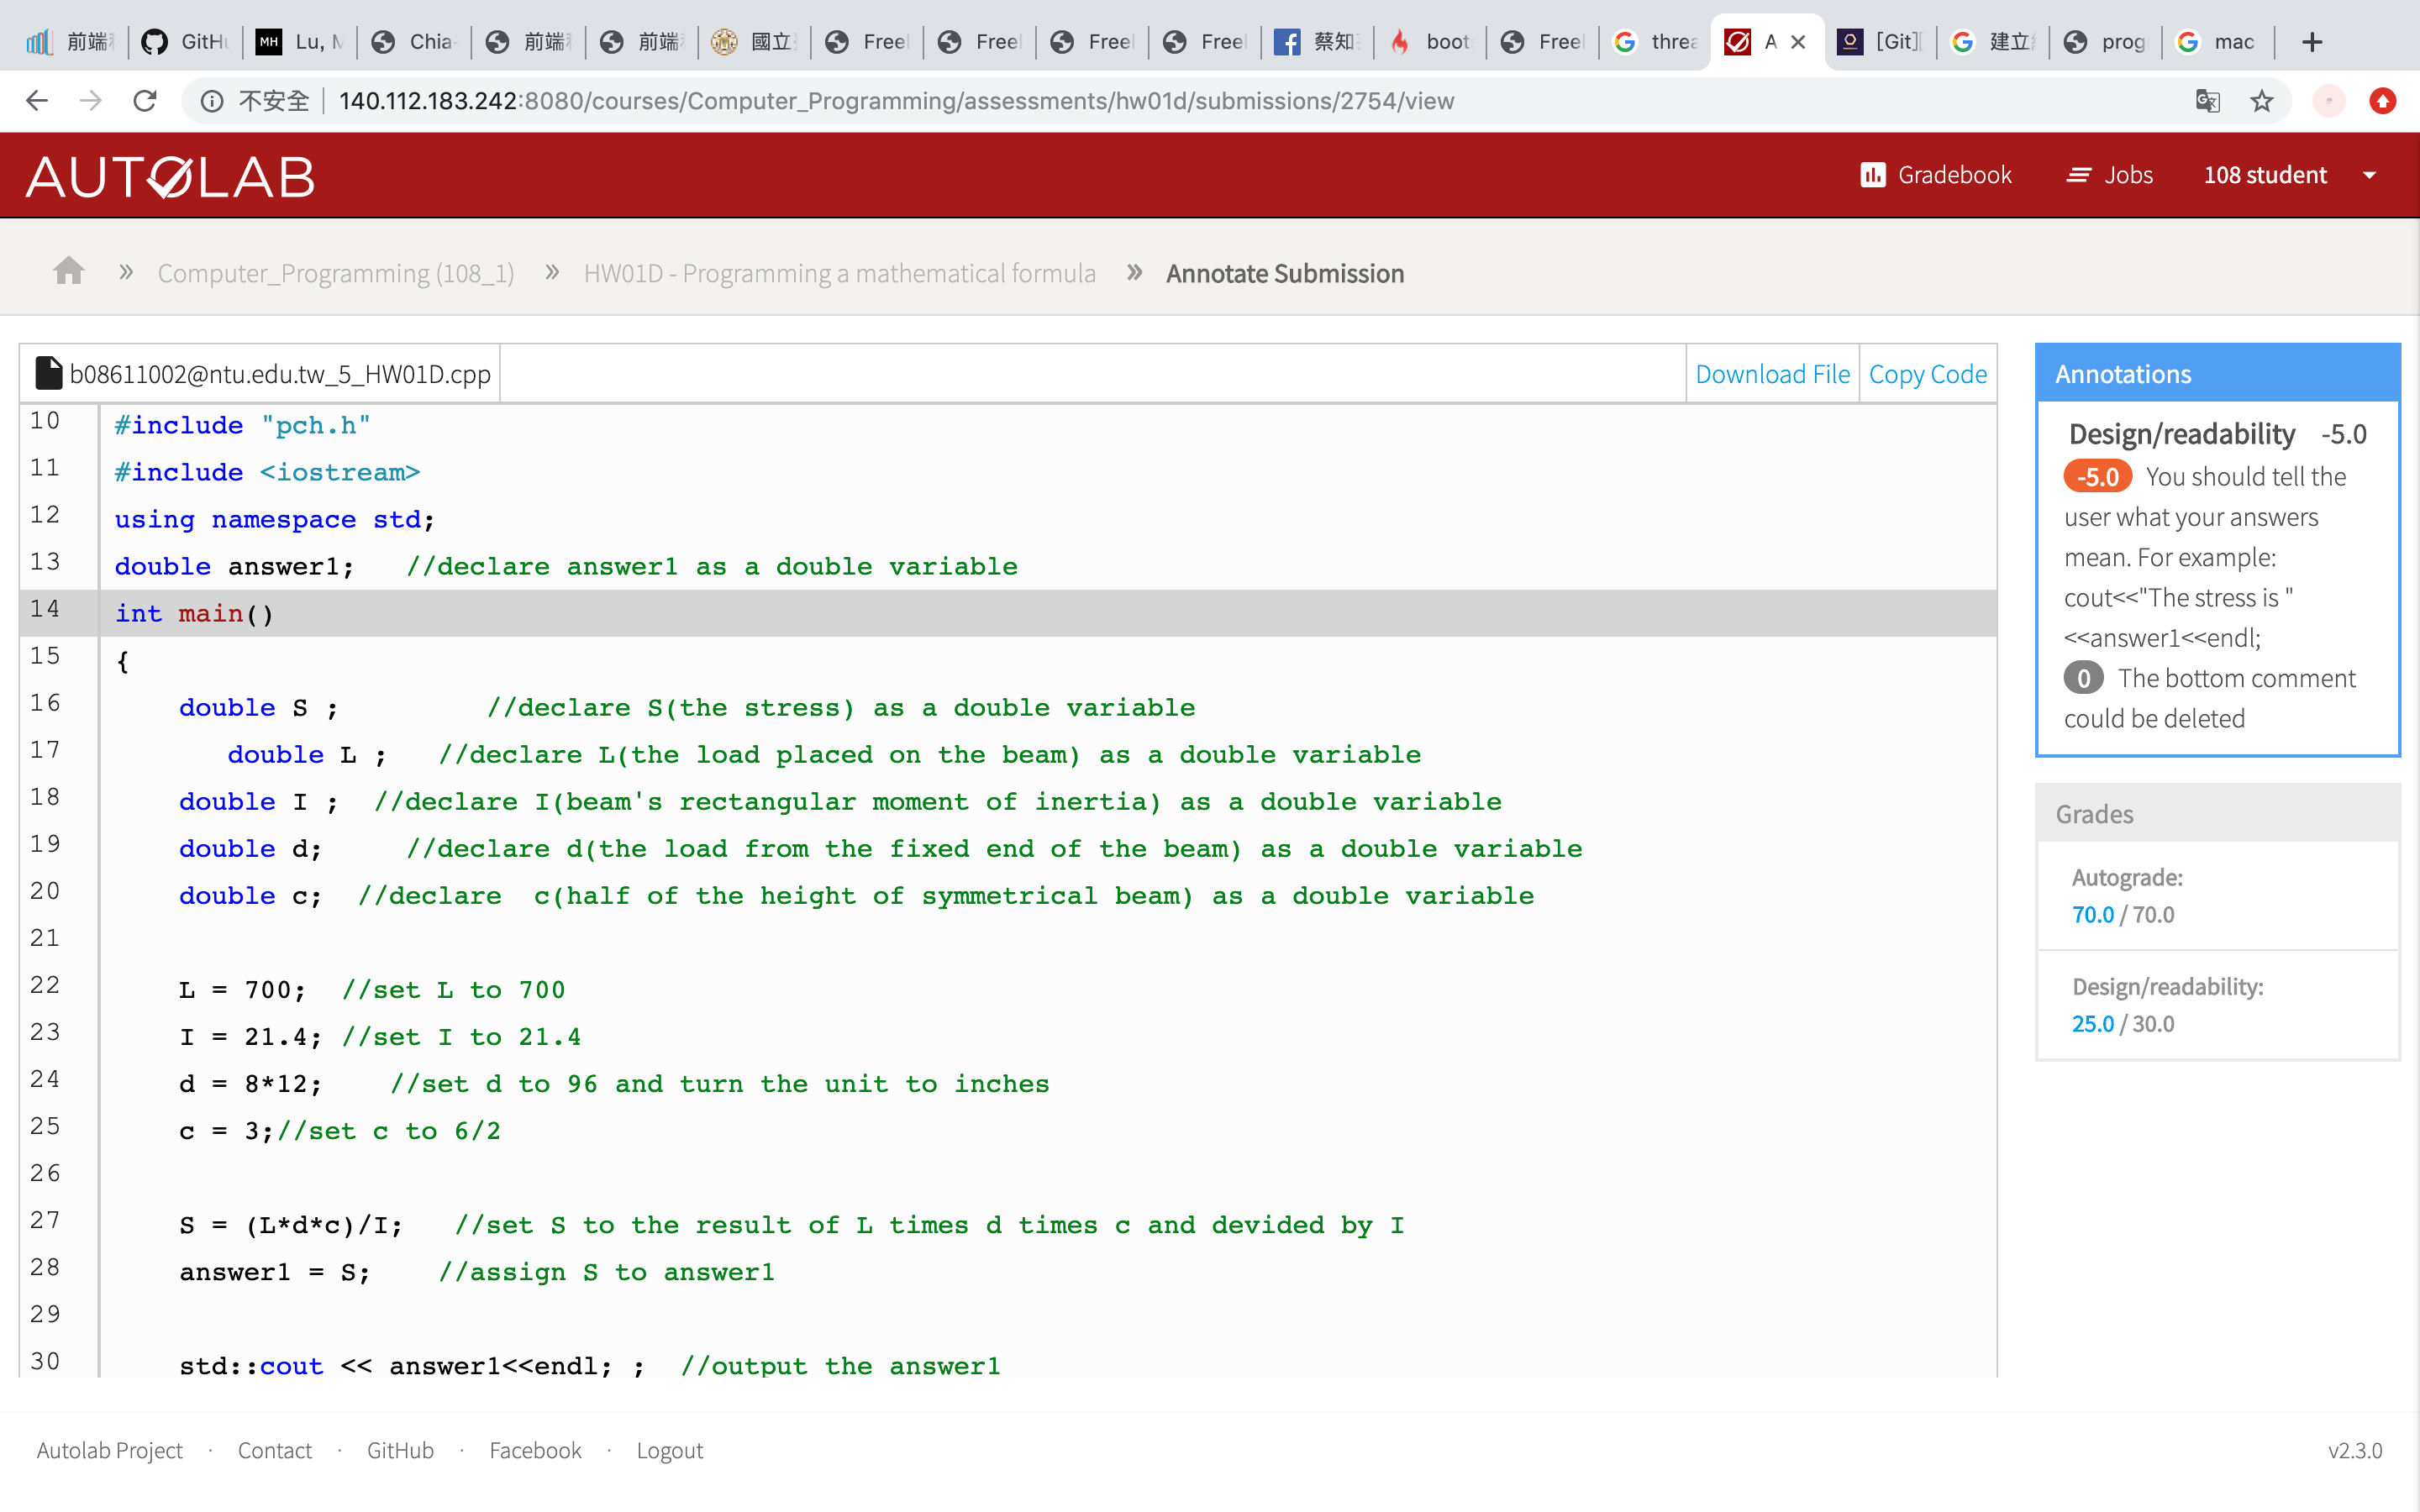 前端
GitHu
MH Lu, M
Chia-
前端
前端
國立
Free
Free
Free
Free
蔡知
boot
Free
threa
A
[Git]
建立
prog
mac
不安全 140.112.183.242:8080/courses/Computer_Programming/assessments/hw01d/submissions/2754/view
AUTOLAB
Gradebook
Jobs
108 student
» Computer_Programming (108_1) » HW01D - Programming a mathematical formula » Annotate Submission
b08611002@ntu.edu.tw_5_HW01D.cpp
Download File
Copy Code
10 #include "pch.h"
11 #include <iostream>
12 using namespace std;
13 double answer1;   //declare answer1 as a double variable
14 int main()
15 {
16 double S ;         //declare S(the stress) as a double variable
17 double L ;   //declare L(the load placed on the beam) as a double variable
18 double I ;  //declare I(beam's rectangular moment of inertia) as a double variable
19 double d;     //declare d(the load from the fixed end of the beam) as a double variable
20 double c;  //declare  c(half of the height of symmetrical beam) as a double variable
21
22 L = 700;  //set L to 700
23 I = 21.4; //set I to 21.4
24 d = 8*12;    //set d to 96 and turn the unit to inches
25 c = 3;//set c to 6/2
26
27 S = (L*d*c)/I;   //set S to the result of L times d times c and devided by I
28 answer1 = S;    //assign S to answer1
29
30 std::cout << answer1<<endl; ;  //output the answer1
Annotations
Design/readability -5.0
-5.0 You should tell the
user what your answers
mean. For example:
cout<<"The stress is "
<<answer1<<endl;
0 The bottom comment
could be deleted
Grades
Autograde:
70.0 / 70.0
Design/readability:
25.0 / 30.0
Autolab Project · Contact · GitHub · Facebook · Logout
v2.3.0